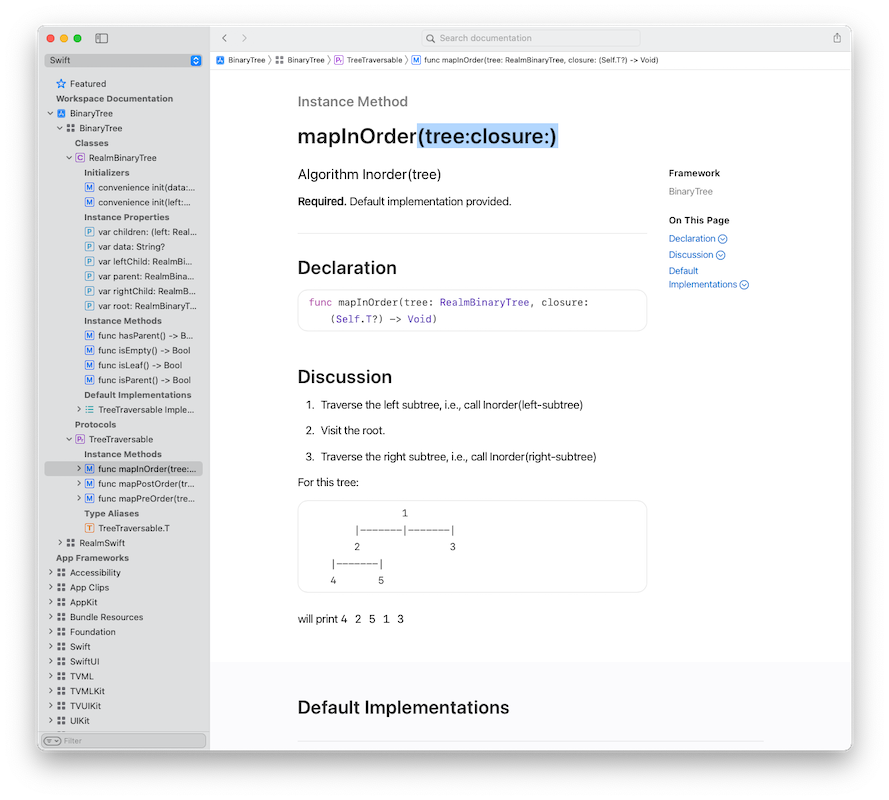 Search documentation
Swift
BinaryTree
BinaryTree
TreeTraversable
func mapInOrder(tree: RealmBinaryTree, closure: (Self.T?) -> Void)
Featured
Workspace Documentation
BinaryTree
BinaryTree
Classes
RealmBinaryTree
Initializers
convenience init(data:...
convenience init(left:...
Instance Properties
var children: (left: Real...
var data: String?
var leftChild: RealmBi...
var parent: RealmBina...
var rightChild: RealmB...
var root: RealmBinaryT...
Instance Methods
func hasParent() -> B...
func isEmpty() -> Bool
func isLeaf() -> Bool
func isParent() -> Bool
Default Implementations
TreeTraversable Imple...
Protocols
TreeTraversable
Instance Methods
func mapInOrder(tree:...
func mapPostOrder(tr...
func mapPreOrder(tre...
Type Aliases
TreeTraversable.T
RealmSwift
App Frameworks
Accessibility
App Clips
AppKit
Bundle Resources
Foundation
Swift
SwiftUI
TVML
TVMLKit
TVUIKit
UIKit
Filter
Instance Method
mapInOrder(tree:closure:)
Algorithm Inorder(tree)
Required. Default implementation provided.
Declaration
func mapInOrder(tree: RealmBinaryTree, closure:
(Self.T?) -> Void)
Discussion
1. Traverse the left subtree, i.e., call Inorder(left-subtree)
2. Visit the root.
3. Traverse the right subtree, i.e., call Inorder(right-subtree)
For this tree:
1
|-------|-------|
2 3
|-------|
4 5
will print 4 2 5 1 3
Default Implementations
Framework
BinaryTree
On This Page
Declaration
Discussion
Default
Implementations